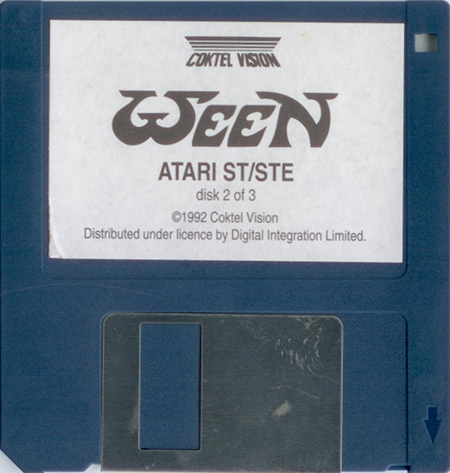 COKTEL VISION
WEEN
ATARI ST/STE
disk 2 of 3
©1992 Coktel Vision
Distributed under licence by Digital Integration Limited.